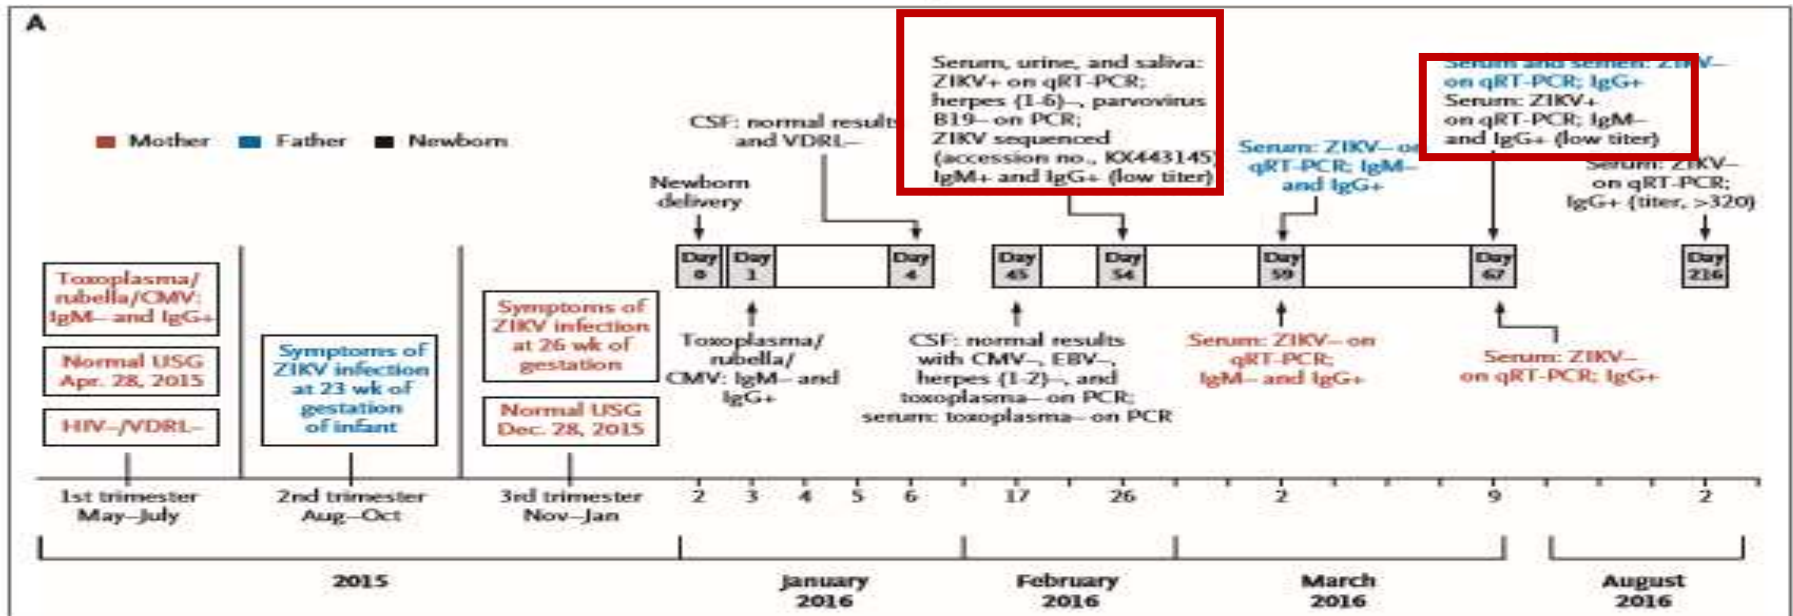 A
Mother
Father
Newborn
Toxoplasma/
rubella/CMV:
IgM– and IgG+
Normal USG
Apr. 28, 2015
HIV–/VDRL–
Symptoms of
ZIKV infection
at 23 wk of
gestation
of infant
Symptoms of
ZIKV infection
at 26 wk of
gestation
Normal USG
Dec. 28, 2015
Newborn
delivery
CSF: normal results
and VDRL–
Serum, urine, and saliva:
ZIKV+ on qRT-PCR;
herpes (1-6)–, parvovirus
B19– on PCR;
ZIKV sequenced
(accession no., KX443145)
IgM+ and IgG+ (low titer)
Serum: ZIKV– on
qRT-PCR; IgM–
and IgG+
Serum and semen: ZIKV–
on qRT-PCR; IgG+
Serum: ZIKV+
on qRT-PCR; IgM–
and IgG+ (low titer)
Serum: ZIKV–
on qRT-PCR;
IgG+ (titer, >320)
Day 0
Day 1
Day 4
Day 45
Day 54
Day 59
Day 67
Day 216
Toxoplasma/
rubella/
CMV: IgM– and
IgG+
CSF: normal results
with CMV–, EBV–,
herpes (1-2)–, and
toxoplasma– on PCR;
serum: toxoplasma– on PCR
Serum: ZIKV– on
qRT-PCR;
IgM– and IgG+
Serum: ZIKV–
on qRT-PCR; IgG+
1st trimester
May–July
2nd trimester
Aug–Oct
3rd trimester
Nov–Jan
2 3 4 5 6 17 26 2 9 2
2015
January
2016
February
2016
March
2016
August
2016